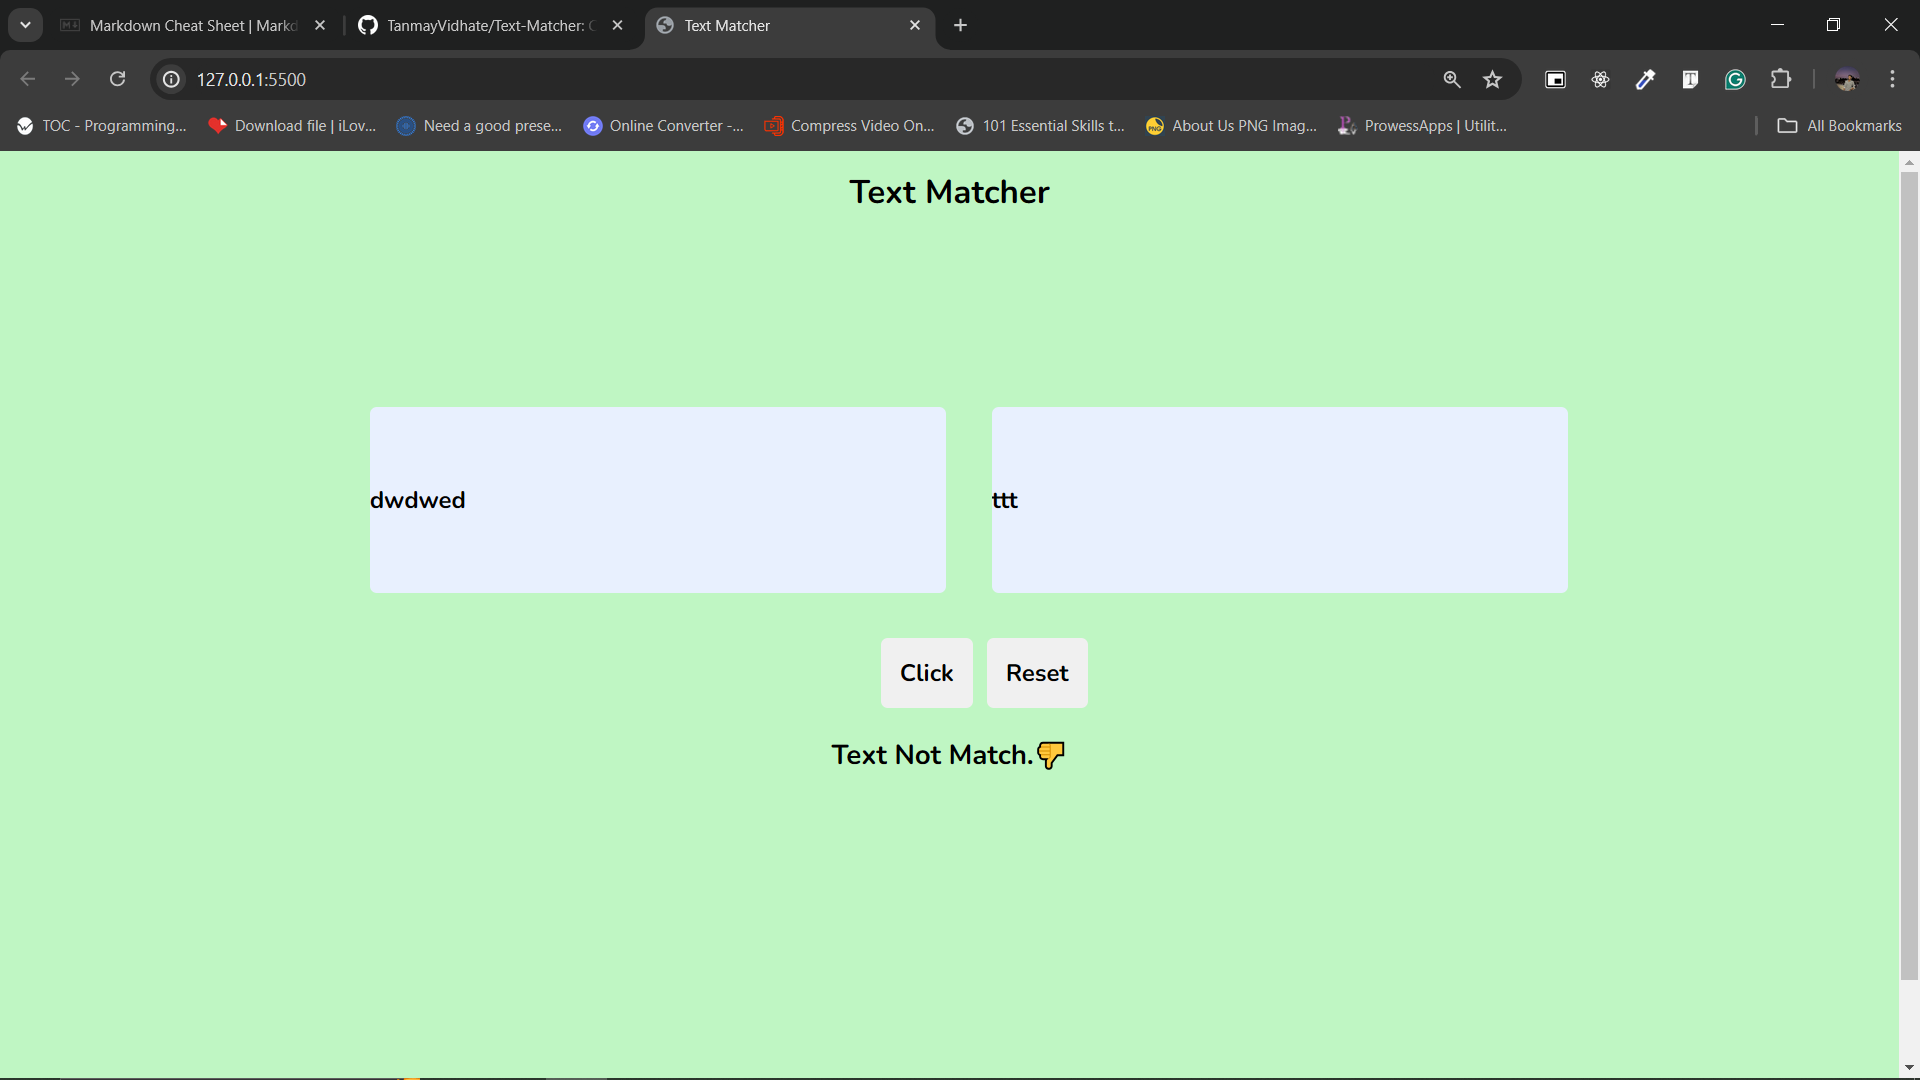 Markdown Cheat Sheet | Markd
TanmayVidhate/Text-Matcher: C
Text Matcher
127.0.0.1:5500
TOC - Programming...
Download file | iLov...
Need a good prese...
Online Converter -...
Compress Video On...
101 Essential Skills t...
About Us PNG Imag...
ProwessApps | Utilit...
All Bookmarks
Text Matcher
dwdwed
ttt
Click
Reset
Text Not Match.👎